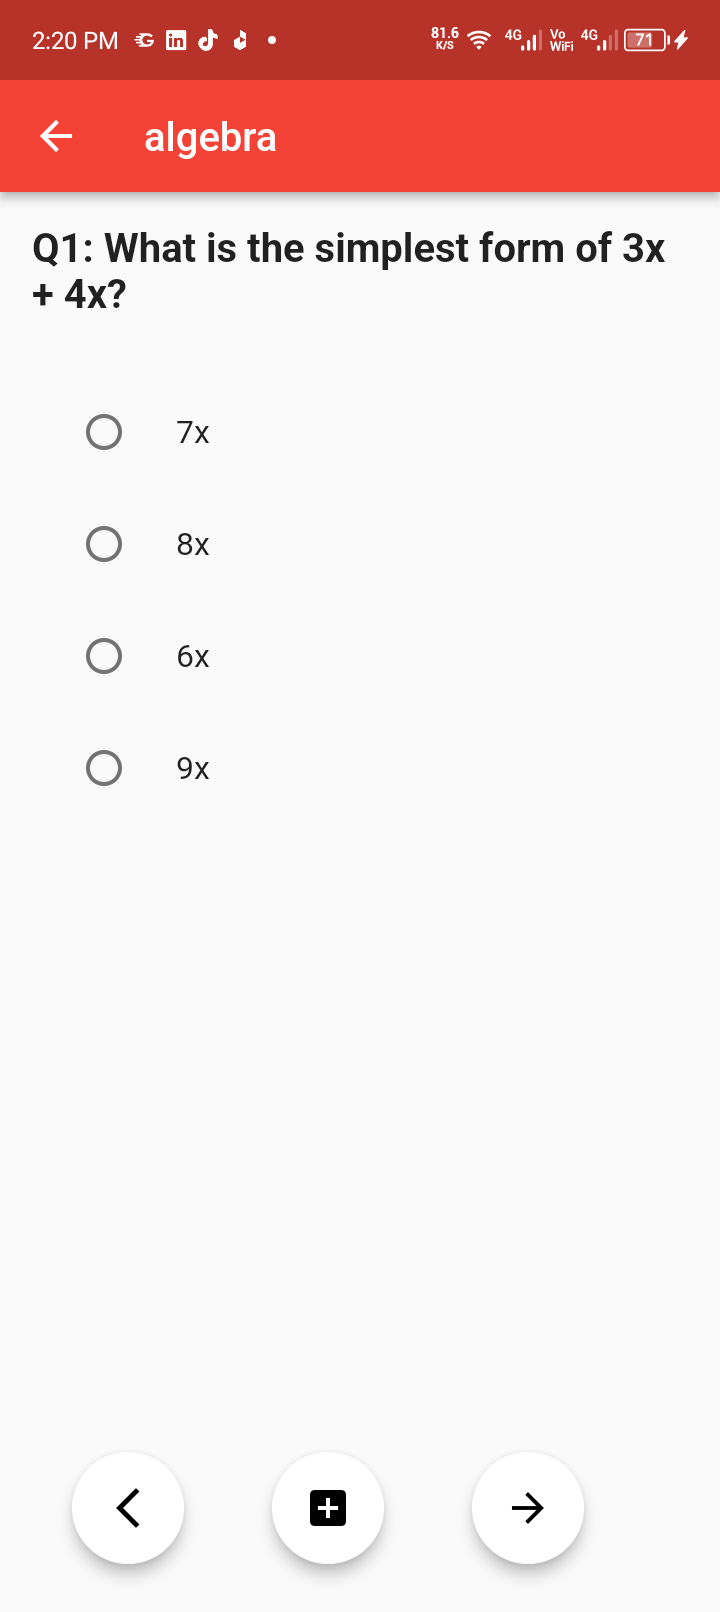 2:20 PM in 81.6 K/S 4G Vo WiFi 4G 71
algebra
Q1: What is the simplest form of 3x
+ 4x?
7x
8x
6x
9x